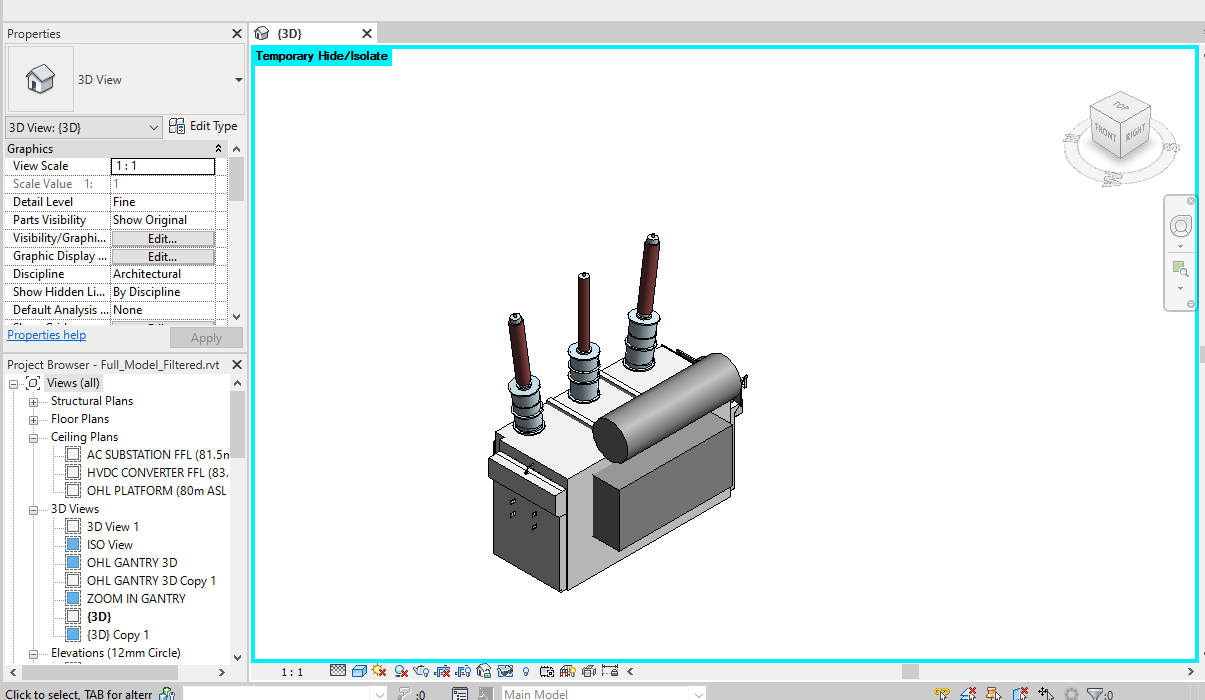 Properties
{3D}
Temporary Hide/Isolate
3D View
3D View: {3D}
Edit Type
Graphics
View Scale 1 : 1
Scale Value 1: 1
Detail Level Fine
Parts Visibility Show Original
Visibility/Graphi... Edit...
Graphic Display ... Edit...
Discipline Architectural
Show Hidden Li... By Discipline
Default Analysis ... None
Properties help
Apply
TOP
FRONT
RIGHT
Project Browser - Full_Model_Filtered.rvt
Views (all)
Structural Plans
Floor Plans
Ceiling Plans
AC SUBSTATION FFL (81.5m
HVDC CONVERTER FFL (83.
OHL PLATFORM (80m ASL
3D Views
3D View 1
ISO View
OHL GANTRY 3D
OHL GANTRY 3D Copy 1
ZOOM IN GANTRY
{3D}
{3D} Copy 1
Elevations (12mm Circle)
1 : 1
Click to select, TAB for altern
:0
Main Model
:0